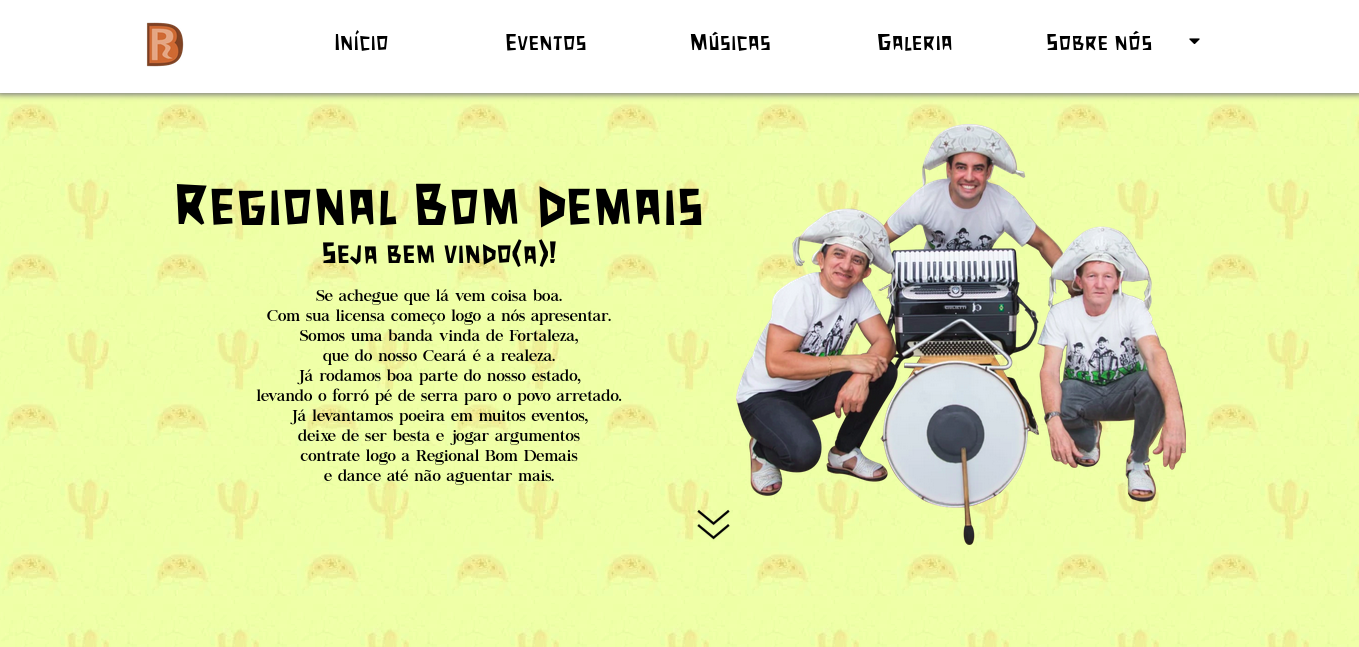 Início
Eventos
Músicas
Galeria
Sobre nós
Regional Bom Demais
Seja bem vindo(a)!
Se achegue que lá vem coisa boa.
Com sua licensa começo logo a nós apresentar.
Somos uma banda vinda de Fortaleza,
que do nosso Ceará é a realeza.
Já rodamos boa parte do nosso estado,
levando o forró pé de serra paro o povo arretado.
Já levantamos poeira em muitos eventos,
deixe de ser besta e jogar argumentos
contrate logo a Regional Bom Demais
e dance até não aguentar mais.